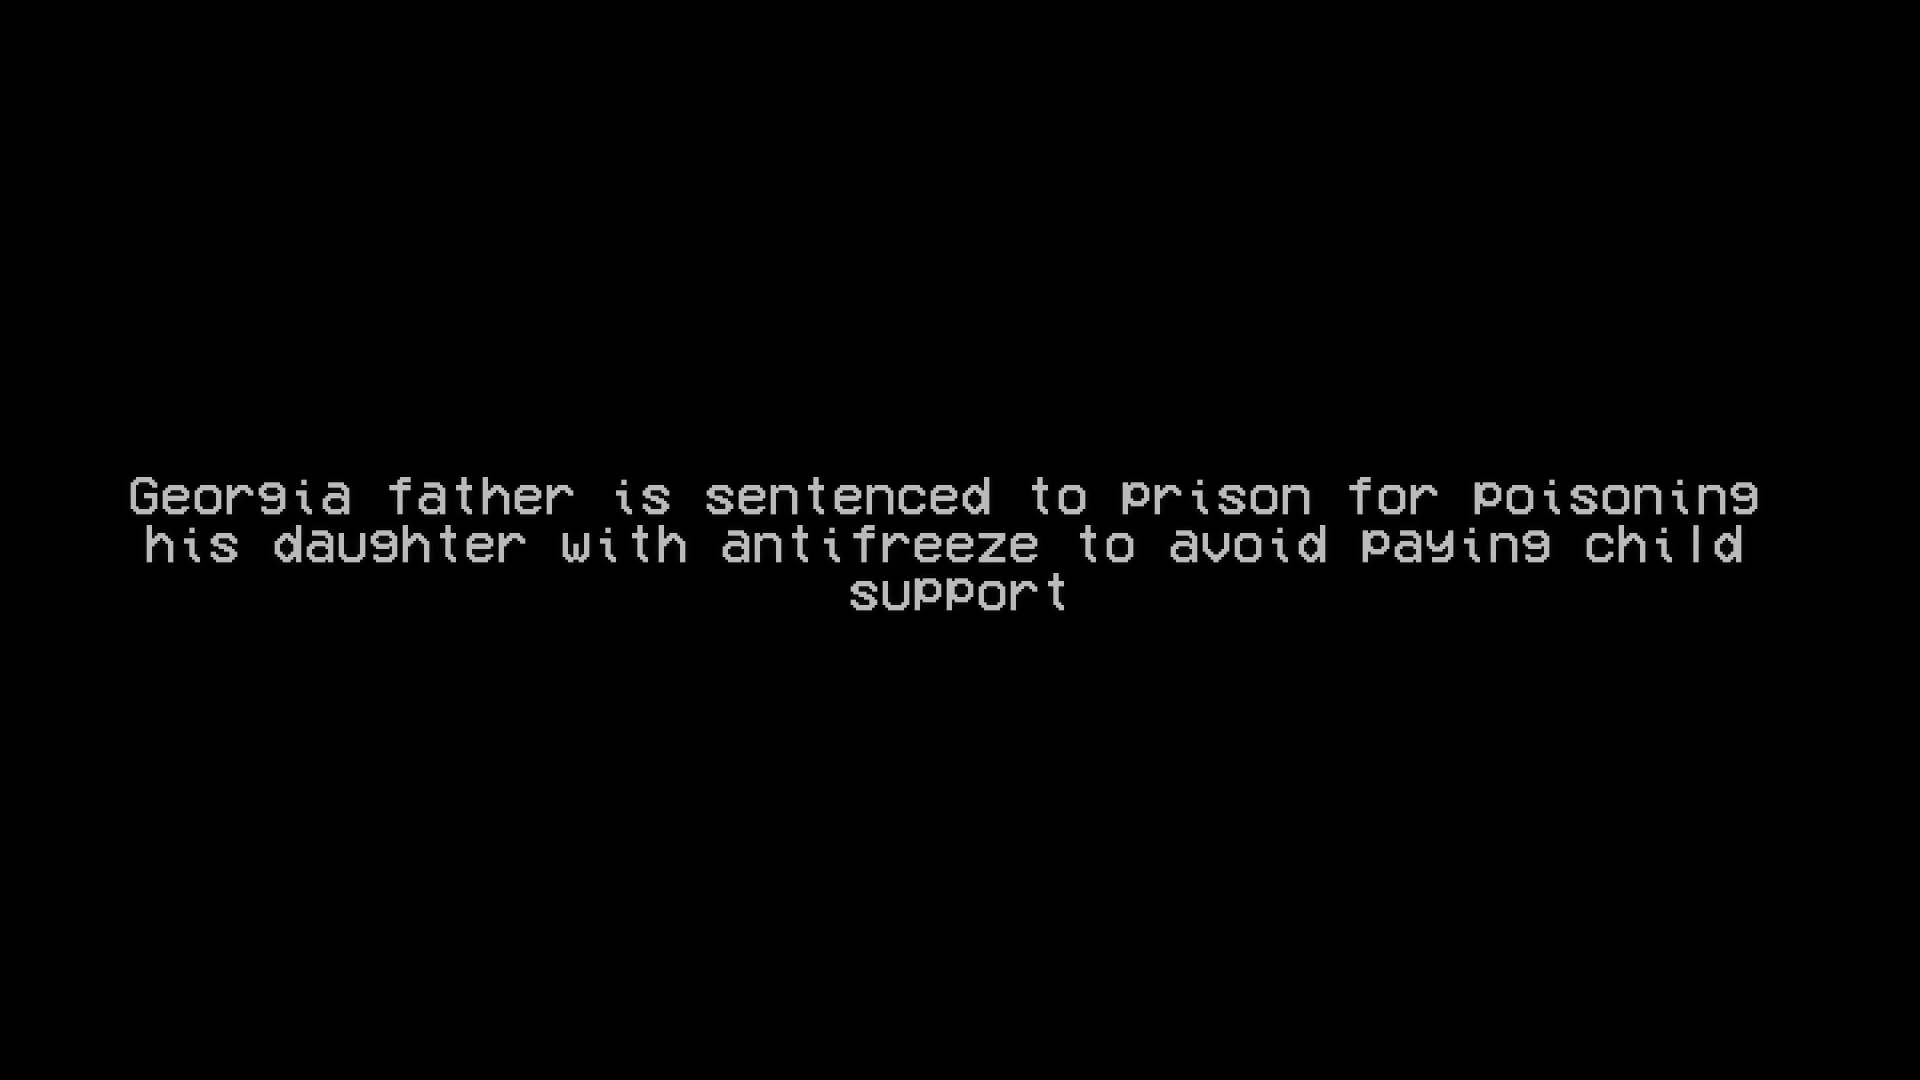 Georgia father is sentenced to prison for poisoning
his daughter with antifreeze to avoid paying child
support